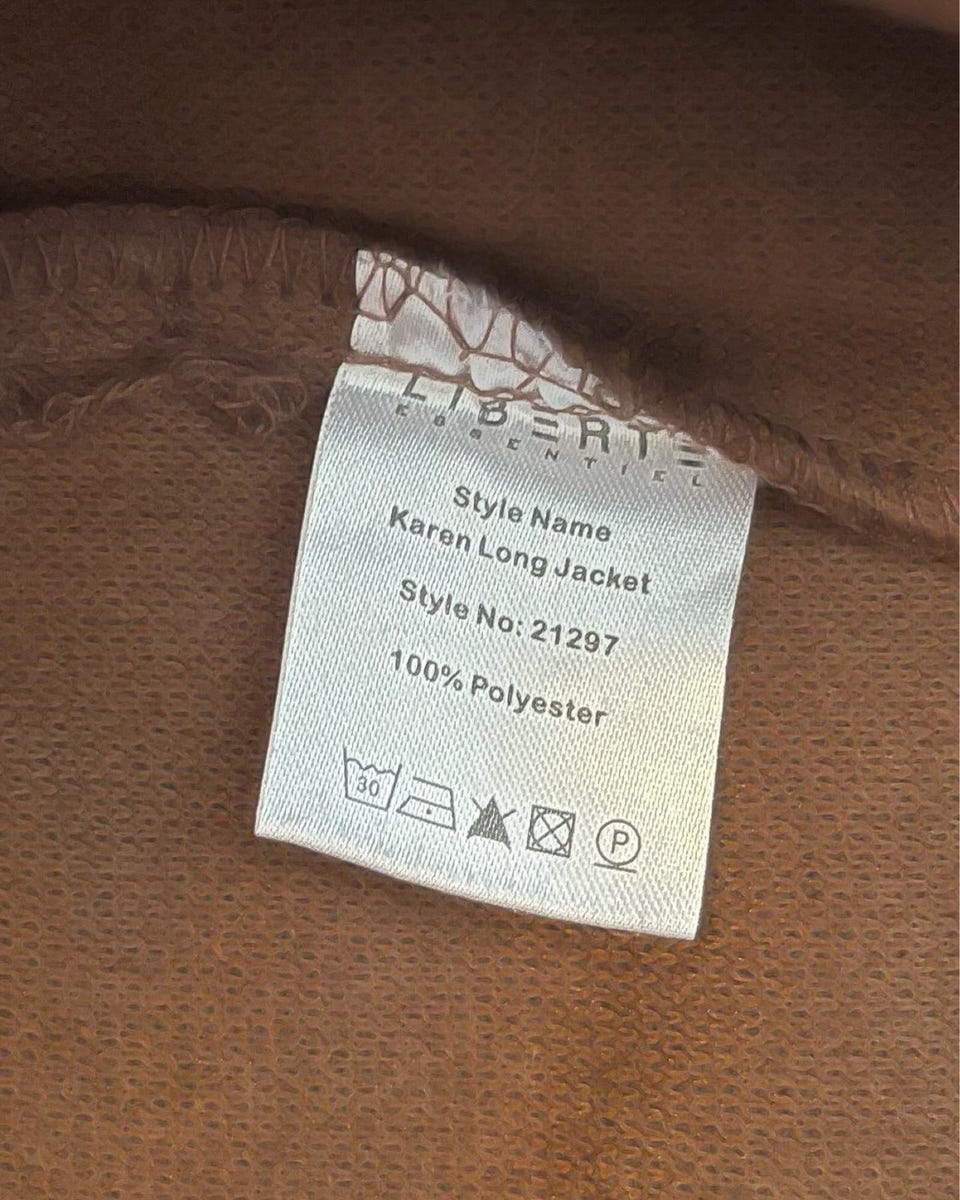 LIBERTE
ESSENTIEL
Style Name
Karen Long Jacket
Style No: 21297
100% Polyester
30
P